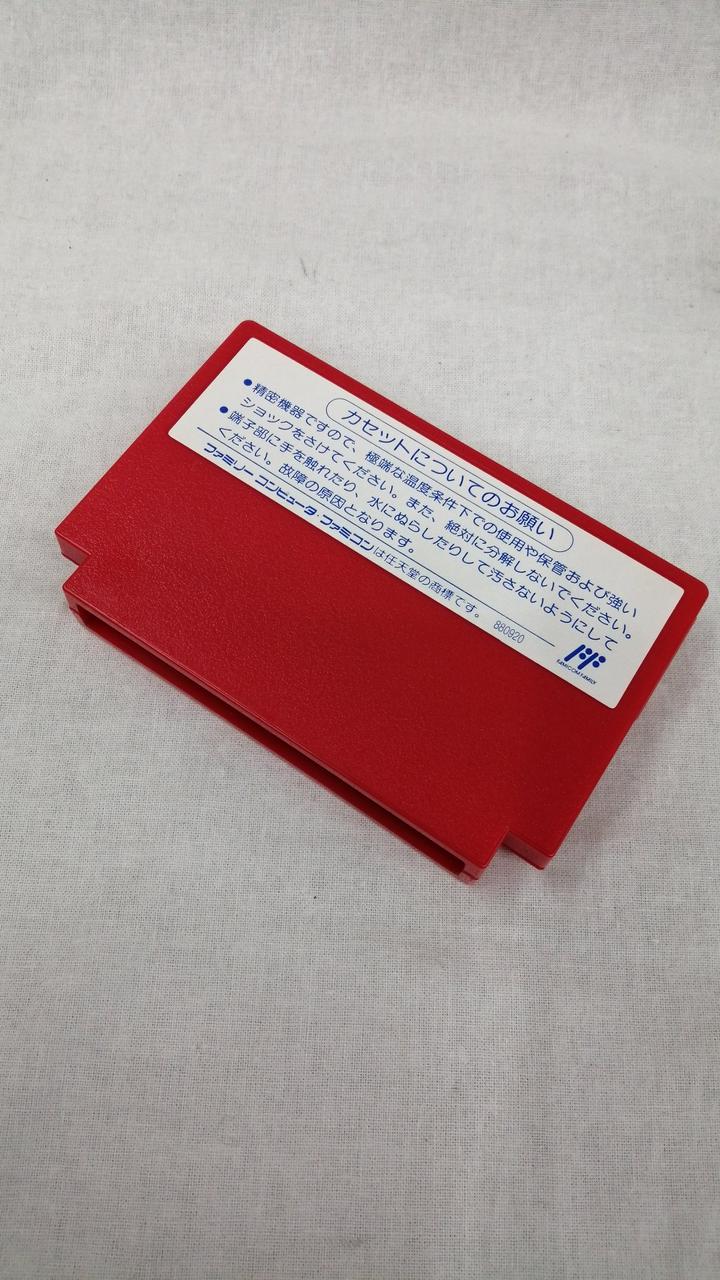 カセットについてのお願い
●精密機器ですので、極端な温度条件下での使用や保管および強い
ショックをさけてください。また、絶対に分解しないでください。
●端子部に手を触れたり、水にぬらしたりして汚さないようにして
ください。故障の原因となります。
ファミリー コンピュータ ファミコンは任天堂の商標です。 880920
FAMICOM FAMILY